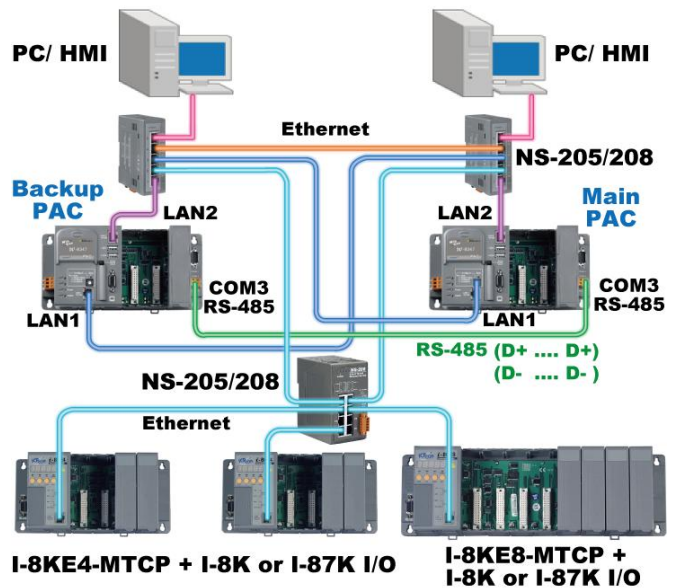 PC/ HMI
PC/ HMI
Ethernet
NS-205/208
Backup
PAC
LAN2
LAN2
Main
PAC
COM3
RS-485
COM3
RS-485
LAN1
LAN1
RS-485 (D+ .... D+)
(D- .... D- )
NS-205/208
Ethernet
I-8KE4-MTCP + I-8K or I-87K I/O
I-8KE8-MTCP +
I-8K or I-87K I/O